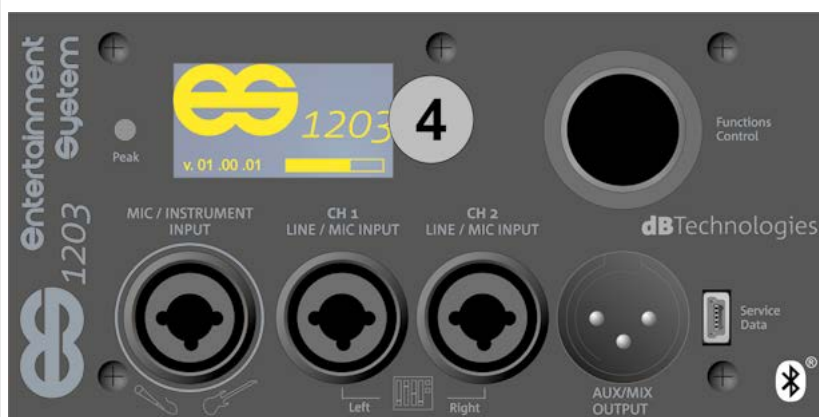 entertainment
system
ES 1203
ES 1203
v. 01 .00 .01
4
Peak
Functions
Control
MIC / INSTRUMENT
INPUT
CH 1
LINE / MIC INPUT
CH 2
LINE / MIC INPUT
dBTechnologies
Service
Data
Left
Right
AUX/MIX
OUTPUT
®